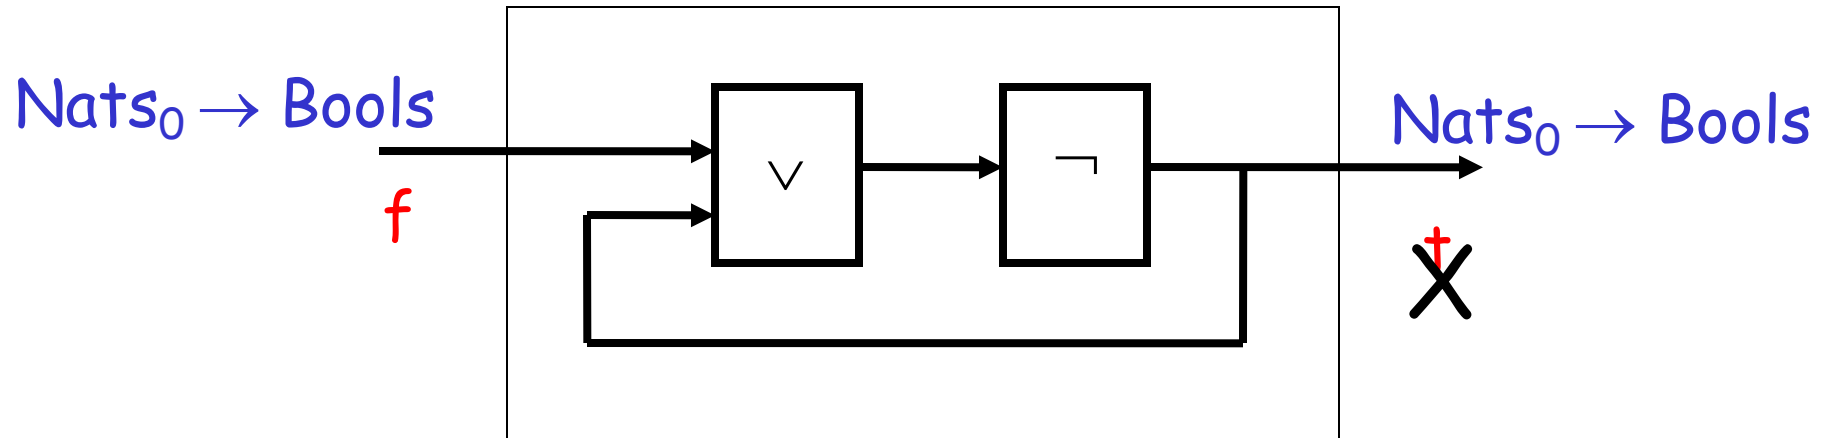 Nats₀ → Bools
Nats₀ → Bools
∨
¬
f
t
X